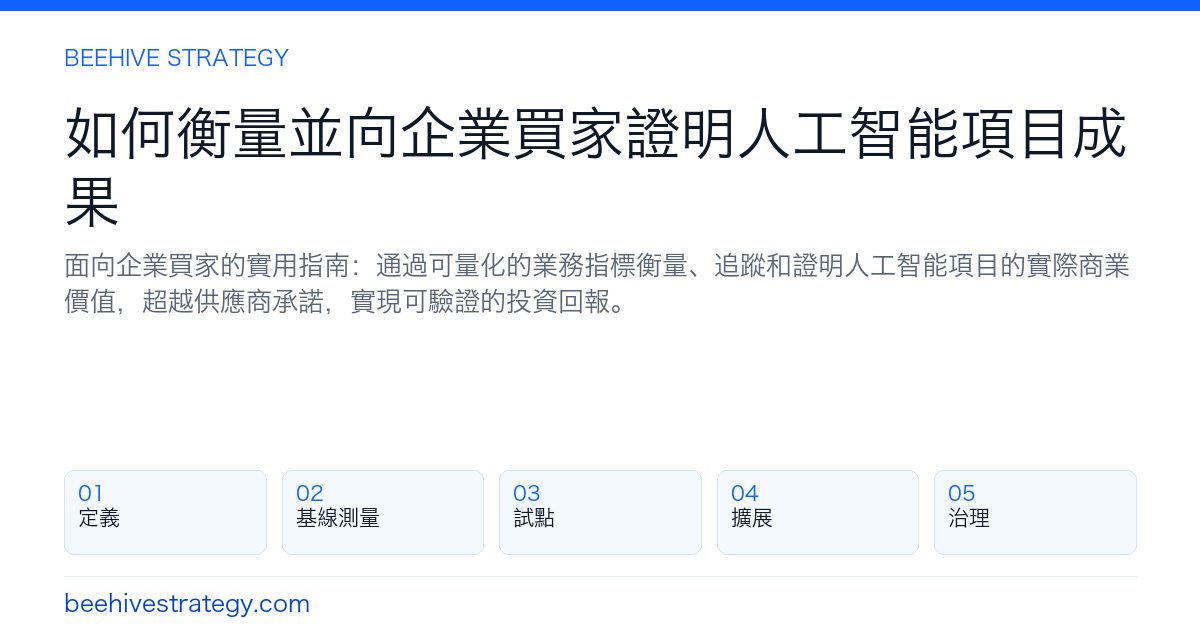 BEEHIVE STRATEGY
如何衡量並向企業買家證明人工智能項目成
果
面向企業買家的實用指南：通過可量化的業務指標衡量、追蹤和證明人工智能項目的實際商業
價值，超越供應商承諾，實現可驗證的投資回報。
01
定義
02
基線測量
03
試點
04
擴展
05
治理
beehivestrategy.com